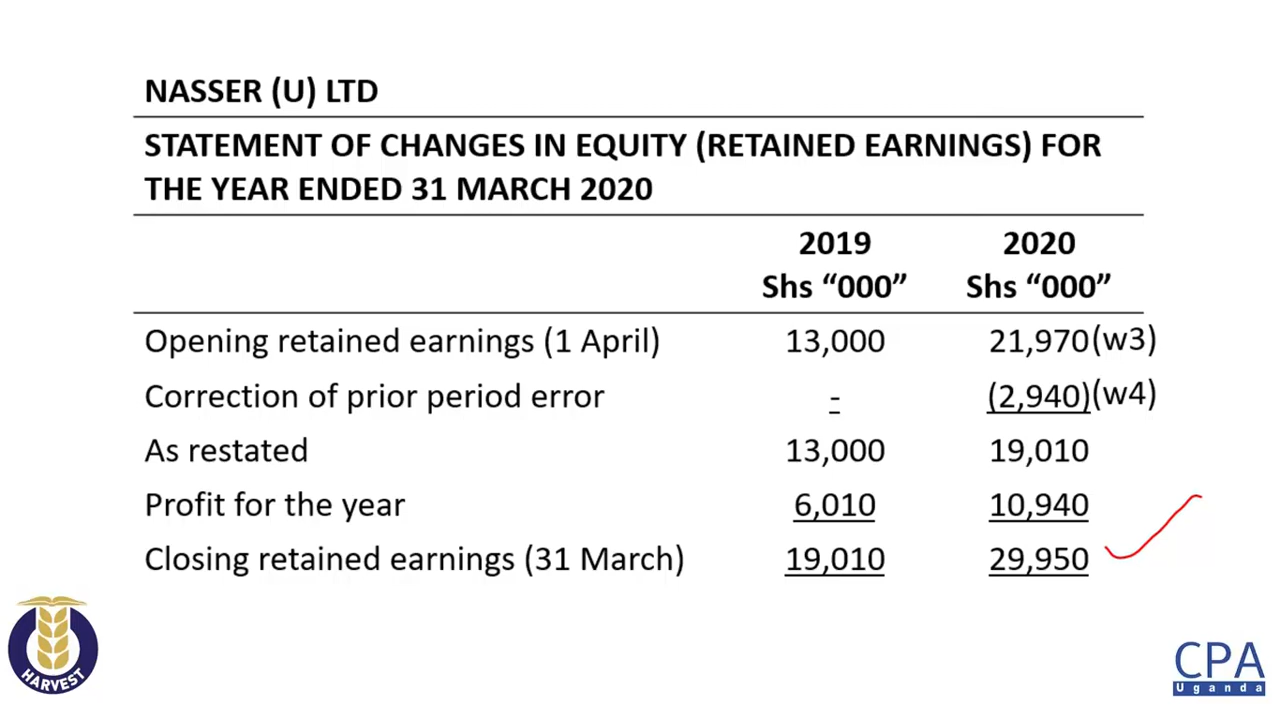 NASSER (U) LTD
STATEMENT OF CHANGES IN EQUITY (RETAINED EARNINGS) FOR
THE YEAR ENDED 31 MARCH 2020
2019 2020
Shs “000” Shs “000”
Opening retained earnings (1 April) 13,000 21,970(w3)
Correction of prior period error - (2,940)(w4)
As restated 13,000 19,010
Profit for the year 6,010 10,940
Closing retained earnings (31 March) 19,010 29,950
HARVEST
CPA
Uganda